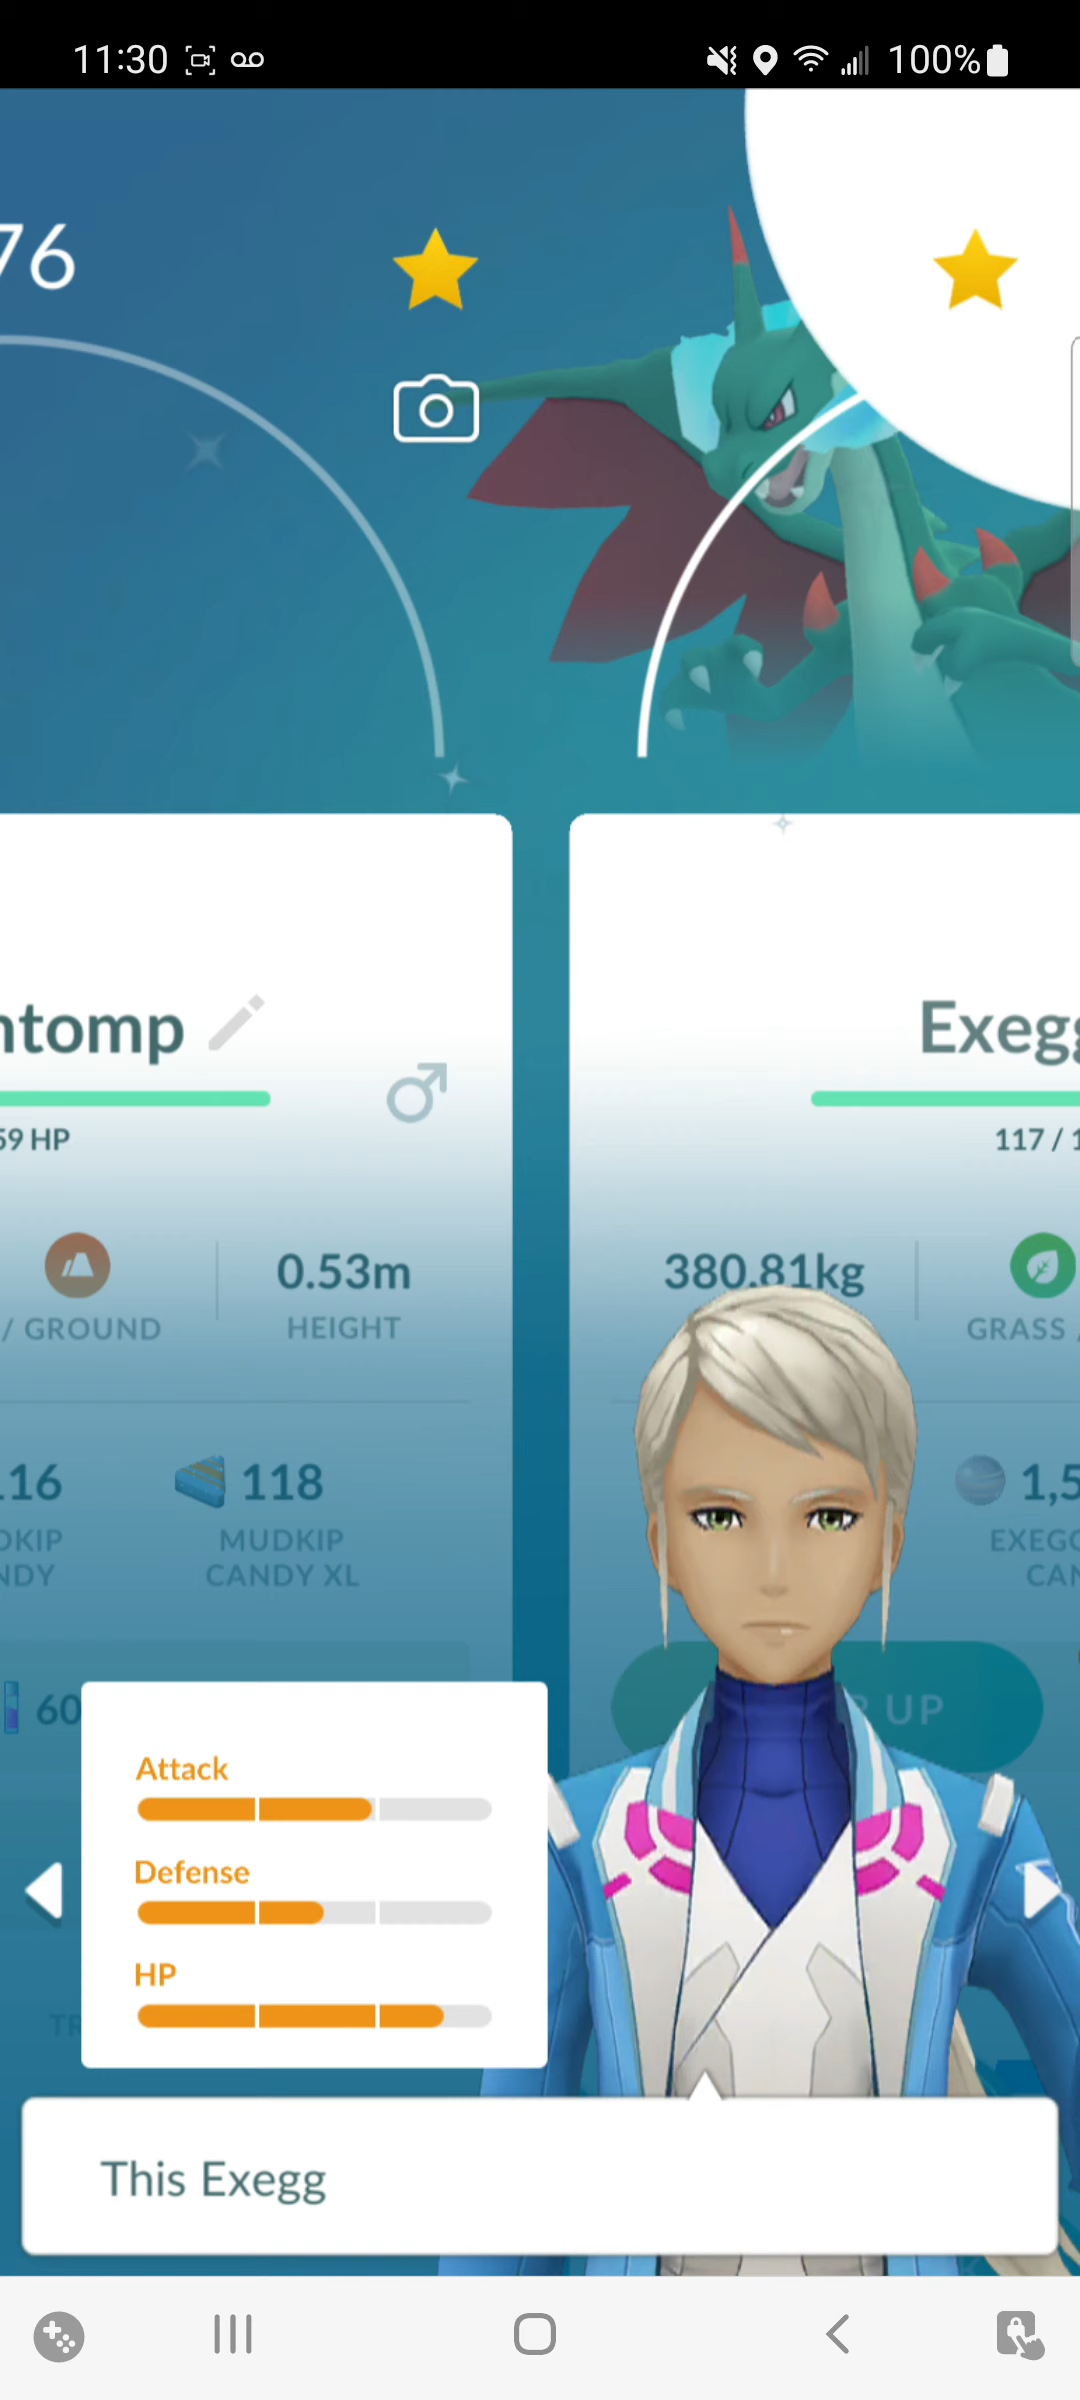 11:30
100%
76
ntomp
Exeg
59 HP
117 / 1
0.53m
380.81kg
/ GROUND
HEIGHT
GRASS
116
118
1,5
MUDKIP
CANDY XL
60
UP
Attack
Defense
HP
This Exegg